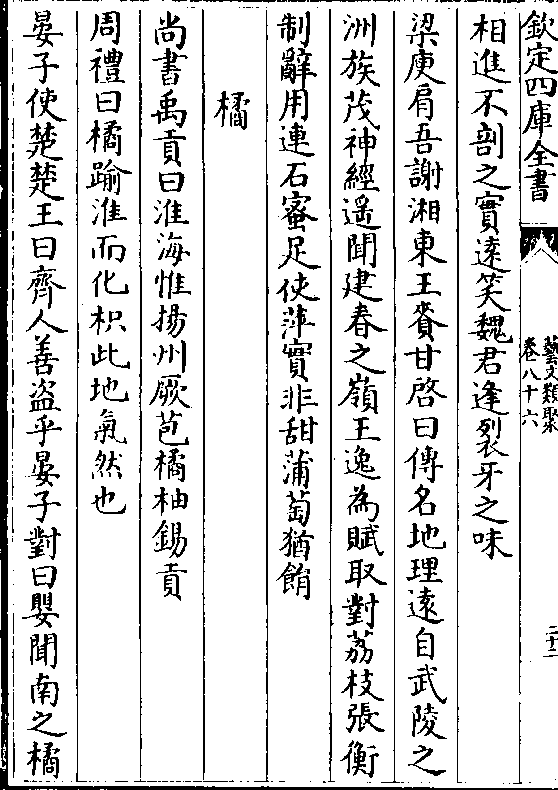 欽定四庫全書
藝文類聚
卷八十六
二十二
相進不剖之實遠笑魏君逢裂牙之味
梁庾肩吾謝湘東王賚甘啓曰傳名地理遠自武陵之
洲族茂神經遥聞建春之嶺王逸為賦取對荔枝張衡
制辭用連石蜜足使萍實非甜蒲萄猶餙
橘
尚書禹貢曰淮海惟揚州厥苞橘柚錫貢
周禮曰橘踰淮而化枳此地氣然也
晏子使楚楚王曰齊人善盜乎晏子對曰嬰聞南之橘